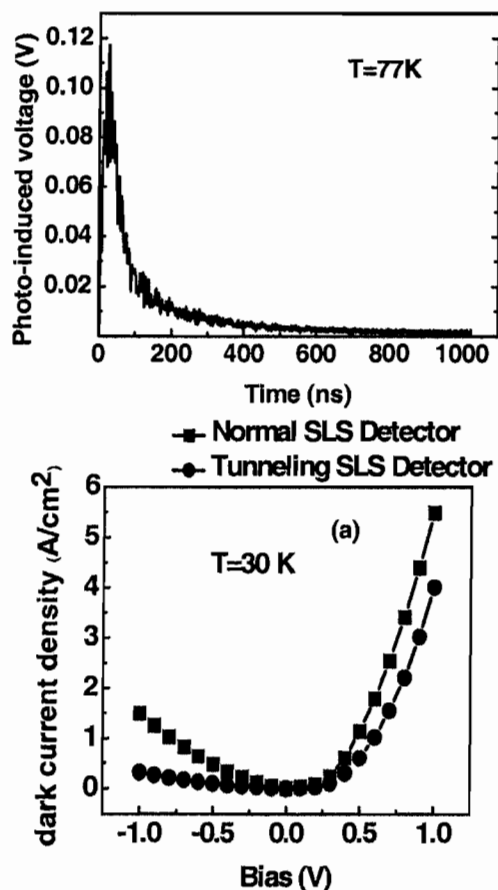 Photo-induced voltage (V)
0.12
0.10
0.08
0.06
0.04
0.02
T=77K
0 200 400 600 800 1000
Time (ns)
Normal SLS Detector
Tunneling SLS Detector
dark current density (A/cm²)
6
5
4
3
2
1
0
(a)
T=30 K
-1.0 -0.5 0.0 0.5 1.0
Bias (V)